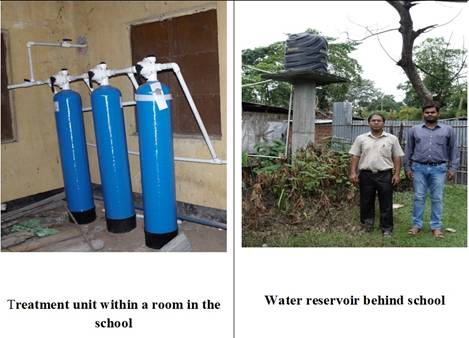 Treatment unit within a room in the
school
Water reservoir behind school